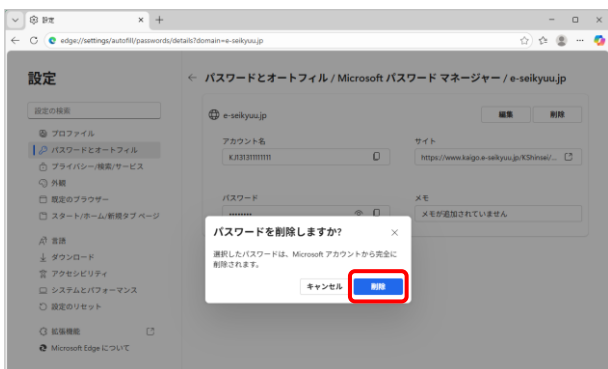 設定
edge://settings/autofill/passwords/details?domain=e-seikyuu.jp
設定
設定の検索
プロファイル
パスワードとオートフィル
プライバシー/検索/サービス
外観
既定のブラウザー
スタート/ホーム/新規タブ ページ
言語
ダウンロード
アクセシビリティ
システムとパフォーマンス
設定のリセット
拡張機能
Microsoft Edge について
パスワードとオートフィル / Microsoft パスワード マネージャー / e-seikyuu.jp
e-seikyuu.jp
編集
削除
アカウント名
サイト
https://www.kaigo.e-seikyuu.jp/KShinsei/...
パスワード
メモ
••••••••
メモが追加されていません
パスワードを削除しますか?
選択したパスワードは、Microsoft アカウントから完全に
削除されます。
キャンセル
削除